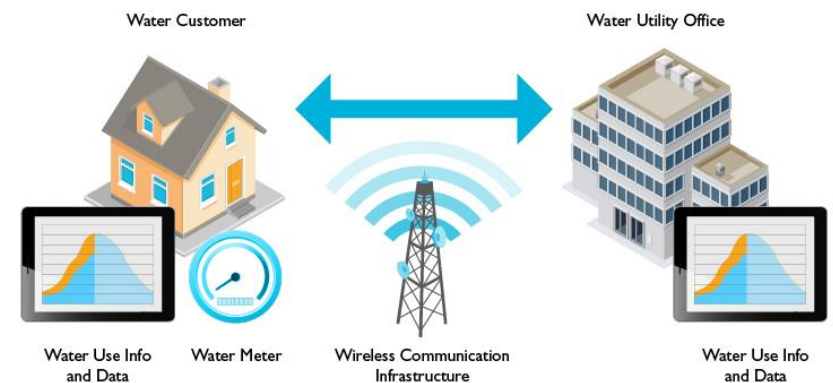 Water Customer
Water Utility Office
Water Use Info
and Data
Water Meter
Wireless Communication
Infrastructure
Water Use Info
and Data